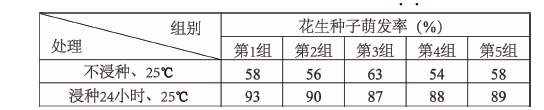 组别 花生种子萌发率（%）
处理 第1组 第2组 第3组 第4组 第5组
不浸种、25℃ 58 56 63 54 58
浸种24小时、25℃ 93 90 87 88 89